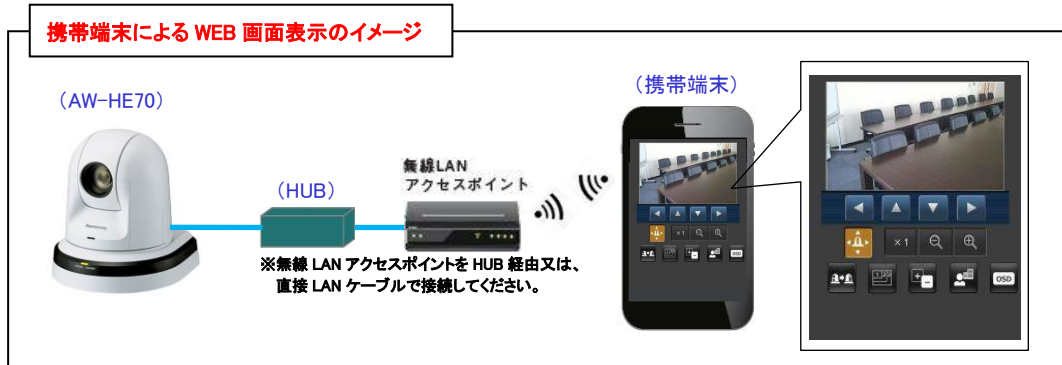 携帯端末による WEB 画面表示のイメージ
(AW-HE70)
(HUB)
無線LAN
アクセスポイント
(携帯端末)
※無線 LAN アクセスポイントを HUB 経由又は、
直接 LAN ケーブルで接続してください。
×1
OSD
×1
OSD